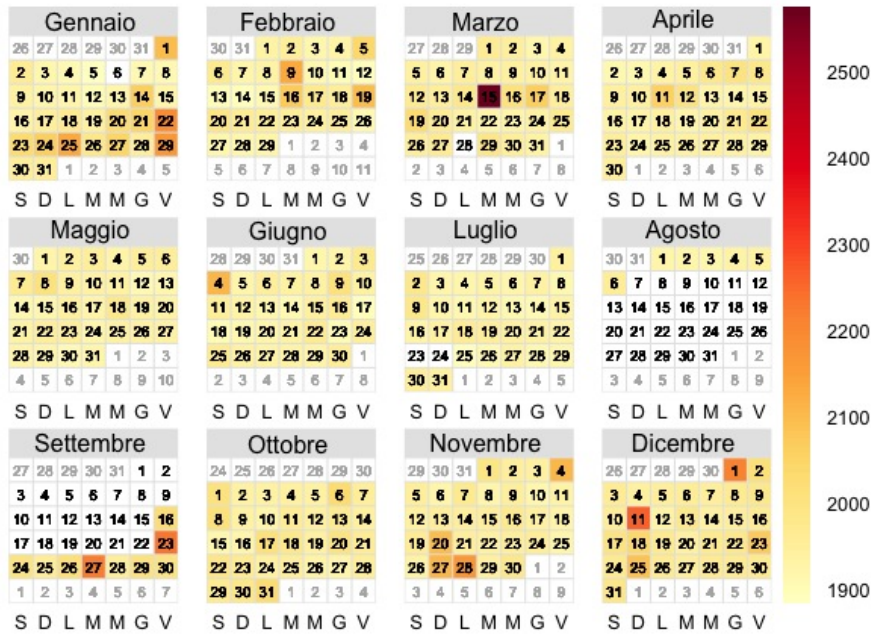 Gennaio
26 27 28 29 30 31 1
2 3 4 5 6 7 8
9 10 11 12 13 14 15
16 17 18 19 20 21 22
23 24 25 26 27 28 29
30 31 1 2 3 4 5
S D L M M G V
Febbraio
30 31 1 2 3 4 5
6 7 8 9 10 11 12
13 14 15 16 17 18 19
20 21 22 23 24 25 26
27 28 29 1 2 3 4
5 6 7 8 9 10 11
S D L M M G V
Marzo
27 28 29 1 2 3 4
5 6 7 8 9 10 11
12 13 14 15 16 17 18
19 20 21 22 23 24 25
26 27 28 29 30 31 1
2 3 4 5 6 7 8
S D L M M G V
Aprile
26 27 28 29 30 31 1
2 3 4 5 6 7 8
9 10 11 12 13 14 15
16 17 18 19 20 21 22
23 24 25 26 27 28 29
30 1 2 3 4 5 6
S D L M M G V
Maggio
30 1 2 3 4 5 6
7 8 9 10 11 12 13
14 15 16 17 18 19 20
21 22 23 24 25 26 27
28 29 30 31 1 2 3
4 5 6 7 8 9 10
S D L M M G V
Giugno
28 29 30 31 1 2 3
4 5 6 7 8 9 10
11 12 13 14 15 16 17
18 19 20 21 22 23 24
25 26 27 28 29 30 1
2 3 4 5 6 7 8
S D L M M G V
Luglio
25 26 27 28 29 30 1
2 3 4 5 6 7 8
9 10 11 12 13 14 15
16 17 18 19 20 21 22
23 24 25 26 27 28 29
30 31 1 2 3 4 5
S D L M M G V
Agosto
30 31 1 2 3 4 5
6 7 8 9 10 11 12
13 14 15 16 17 18 19
20 21 22 23 24 25 26
27 28 29 30 31 1 2
3 4 5 6 7 8 9
S D L M M G V
Settembre
27 28 29 30 31 1 2
3 4 5 6 7 8 9
10 11 12 13 14 15 16
17 18 19 20 21 22 23
24 25 26 27 28 29 30
1 2 3 4 5 6 7
S D L M M G V
Ottobre
24 25 26 27 28 29 30
1 2 3 4 5 6 7
8 9 10 11 12 13 14
15 16 17 18 19 20 21
22 23 24 25 26 27 28
29 30 31 1 2 3 4
S D L M M G V
Novembre
29 30 31 1 2 3 4
5 6 7 8 9 10 11
12 13 14 15 16 17 18
19 20 21 22 23 24 25
26 27 28 29 30 1 2
3 4 5 6 7 8 9
S D L M M G V
Dicembre
26 27 28 29 30 1 2
3 4 5 6 7 8 9
10 11 12 13 14 15 16
17 18 19 20 21 22 23
24 25 26 27 28 29 30
31 1 2 3 4 5 6
S D L M M G V
2500
2400
2300
2200
2100
2000
1900